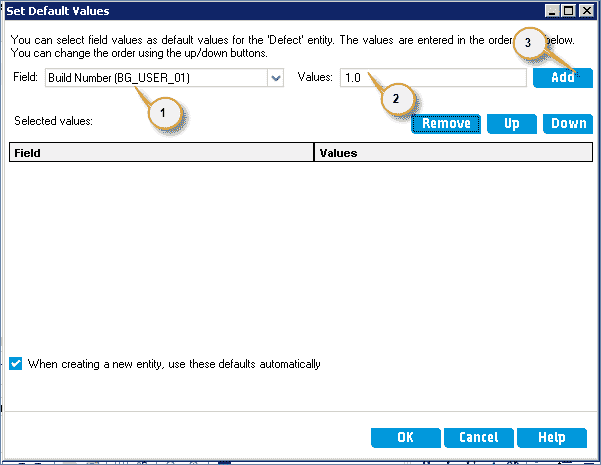 Set Default Values
You can select field values as default values for the 'Defect' entity. The values are entered in the order below.
You can change the order using the up/down buttons.
3
Field: Build Number (BG_USER_01) Values: 1.0 Add
1 2
Selected values: Remove Up Down
Field Values
When creating a new entity, use these defaults automatically
OK Cancel Help